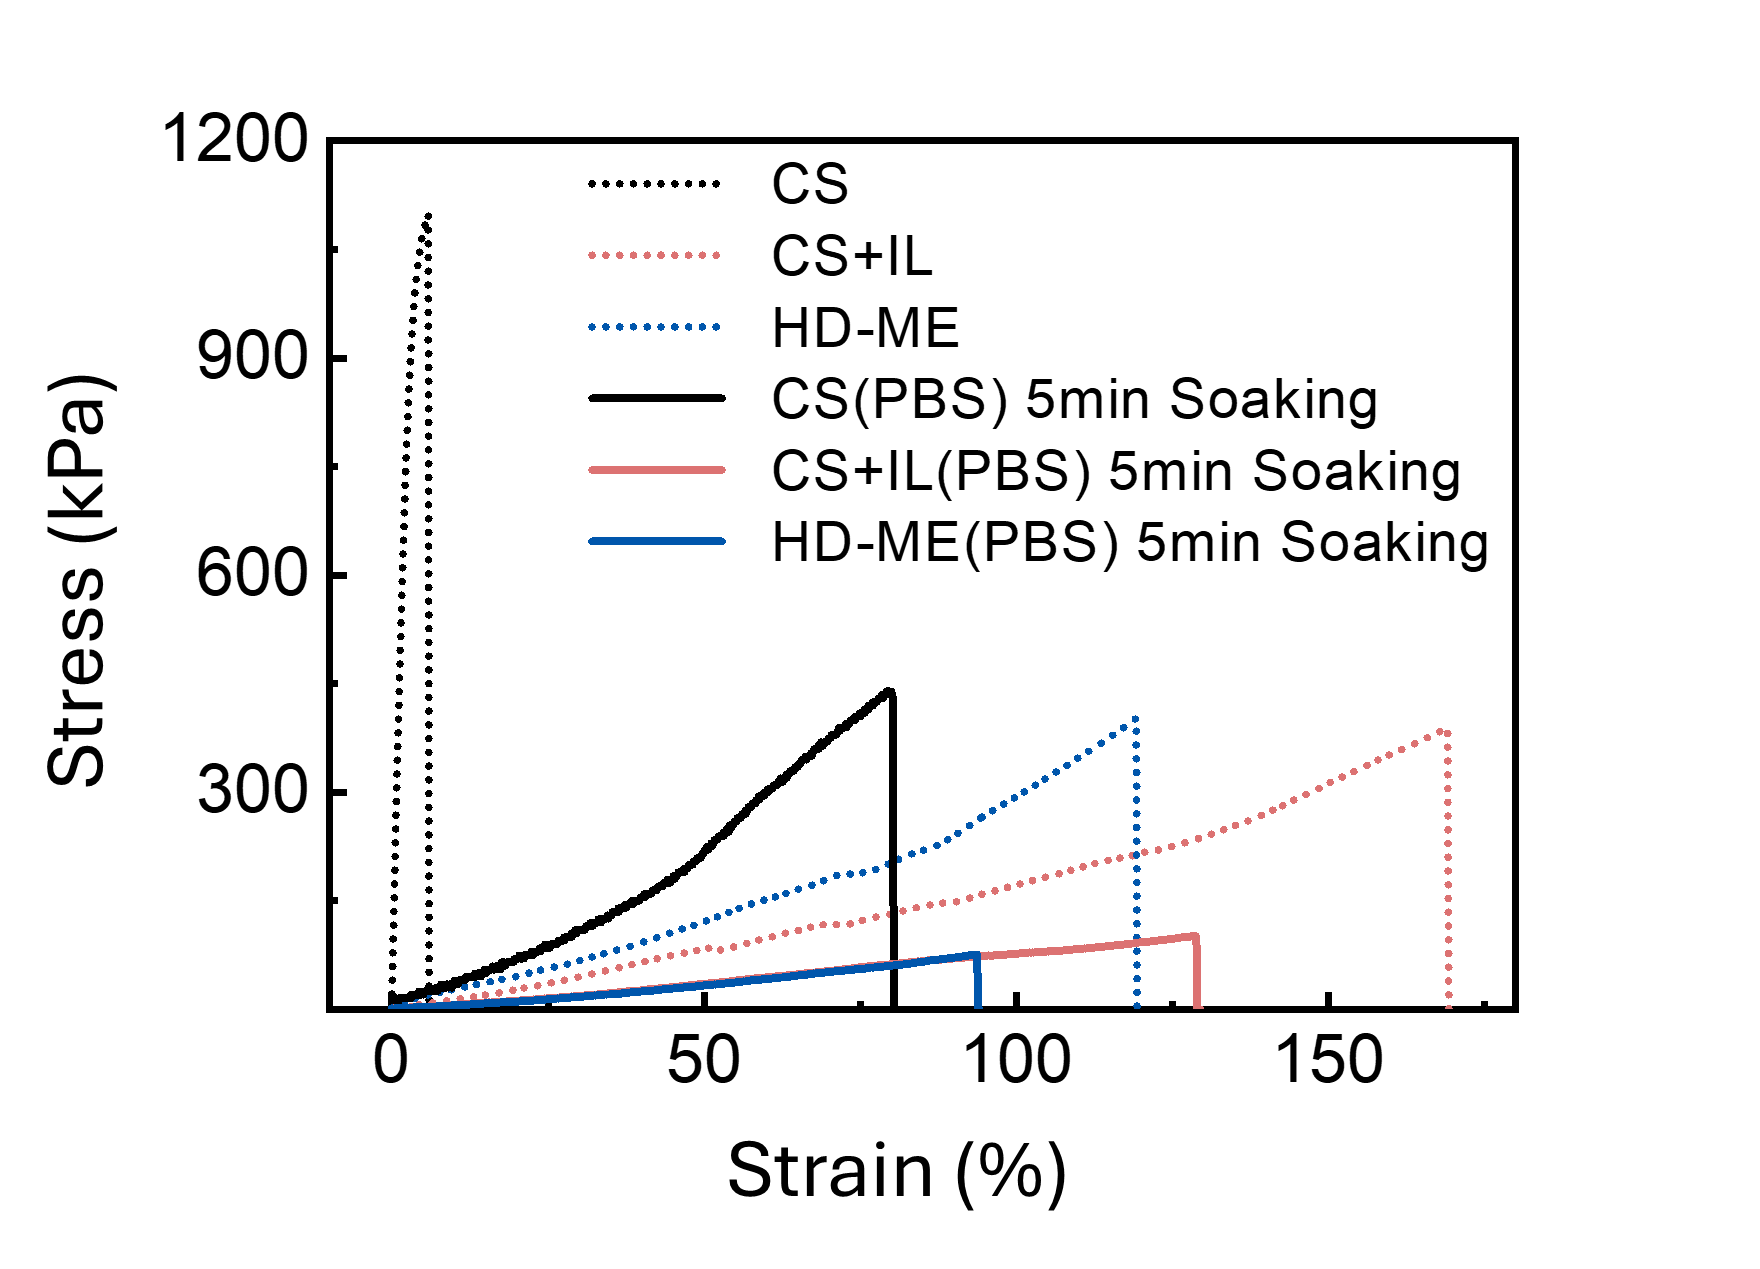 1200
900
600
300
Stress (kPa)
CS
CS+IL
HD-ME
CS(PBS) 5min Soaking
CS+IL(PBS) 5min Soaking
HD-ME(PBS) 5min Soaking
0 50 100 150
Strain (%)